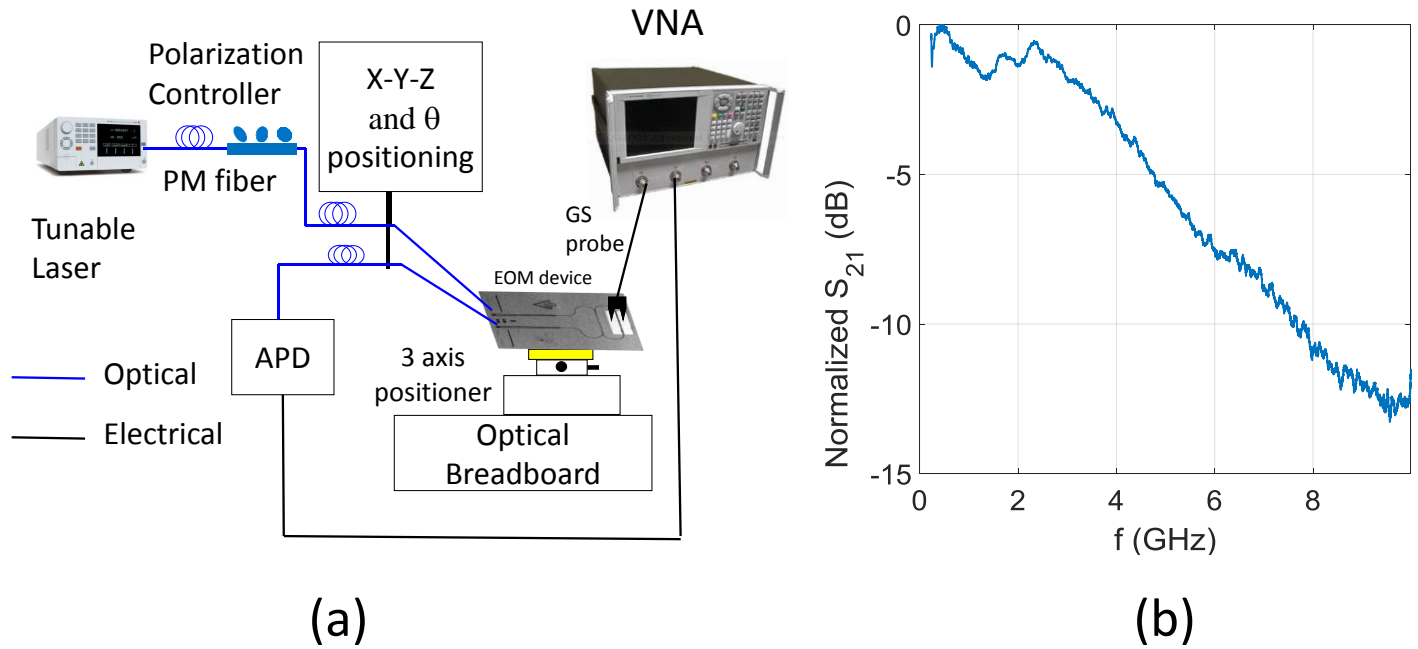 Polarization
Controller
PM fiber
Tunable
Laser
X-Y-Z
and θ
positioning
VNA
GS
probe
EOM device
APD
Optical
Electrical
3 axis
positioner
Optical
Breadboard
(a)
Normalized S21 (dB)
0
-5
-10
-15
0 2 4 6 8
f (GHz)
(b)